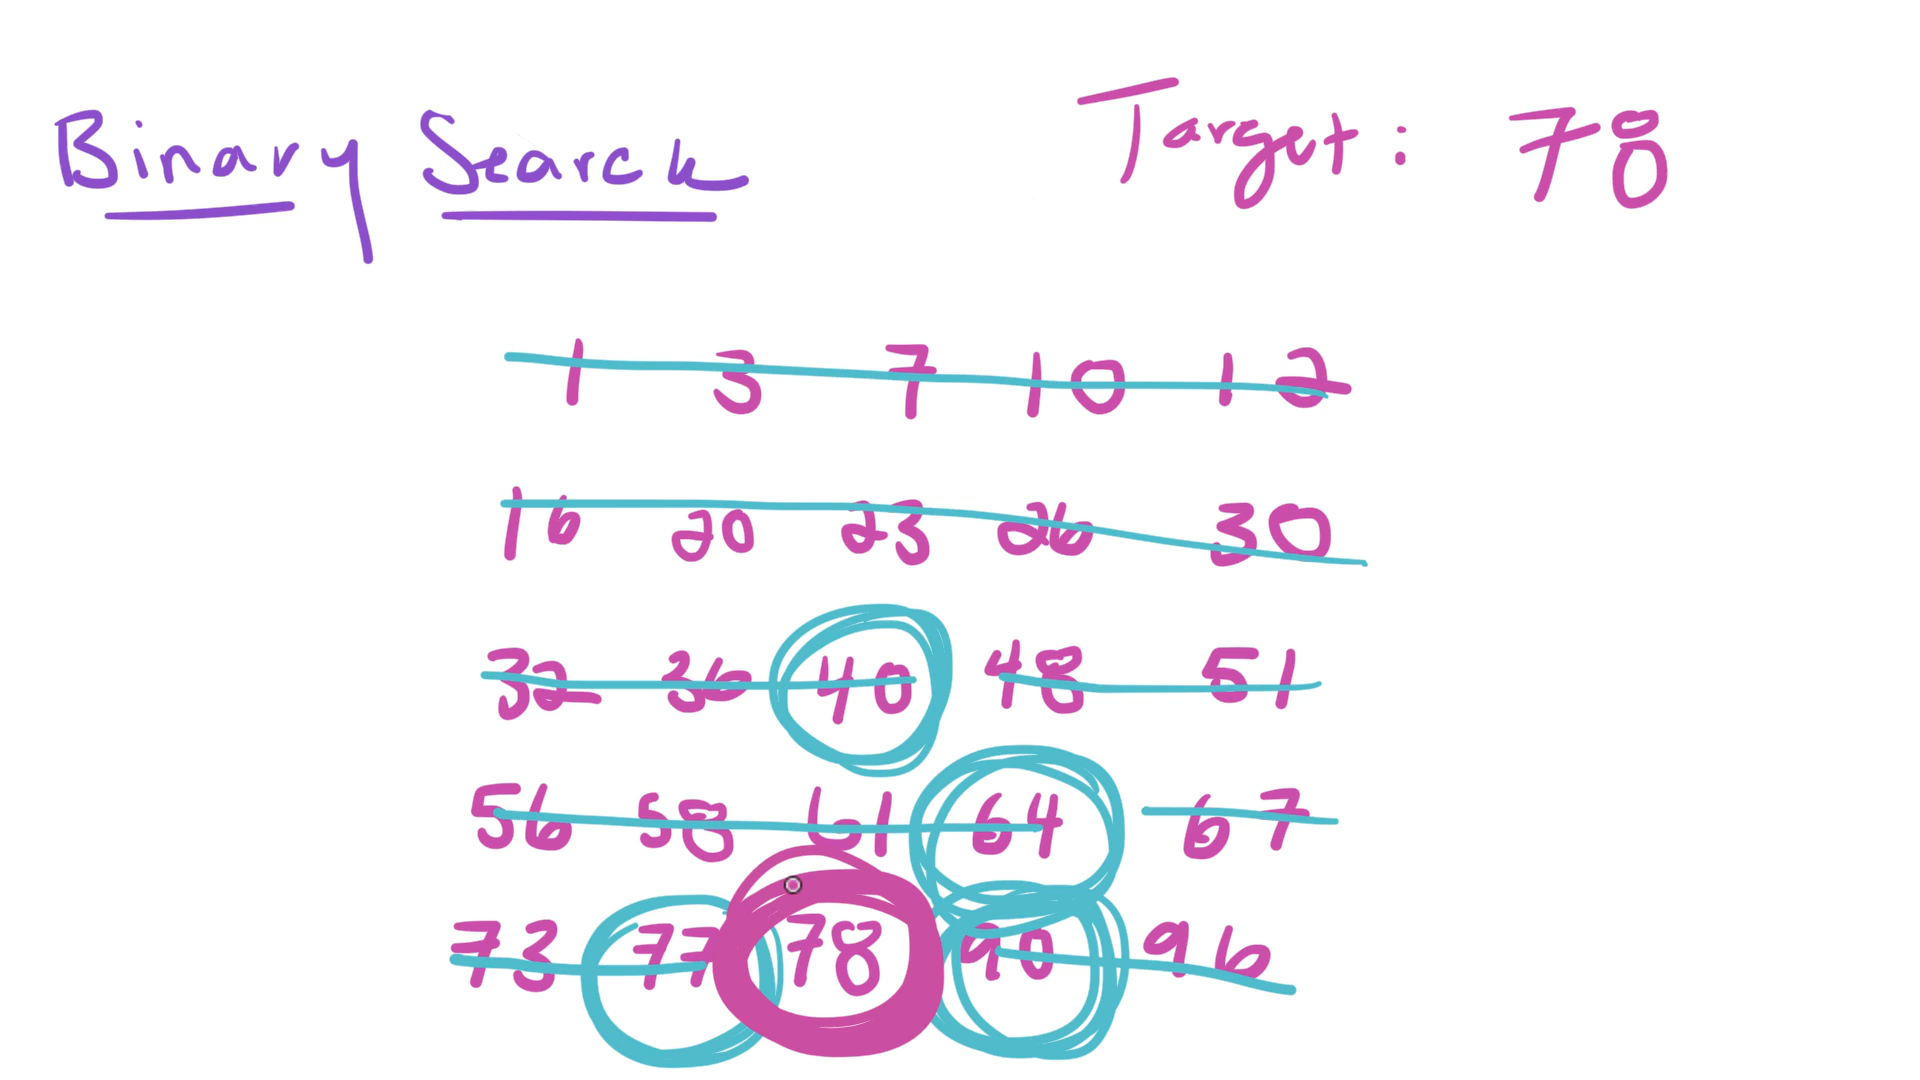 Binary Search
Target: 78
1 3 7 10 12
16 20 23 26 30
32 36 40 48 51
56 58 61 64 67
73 77 78 90 96